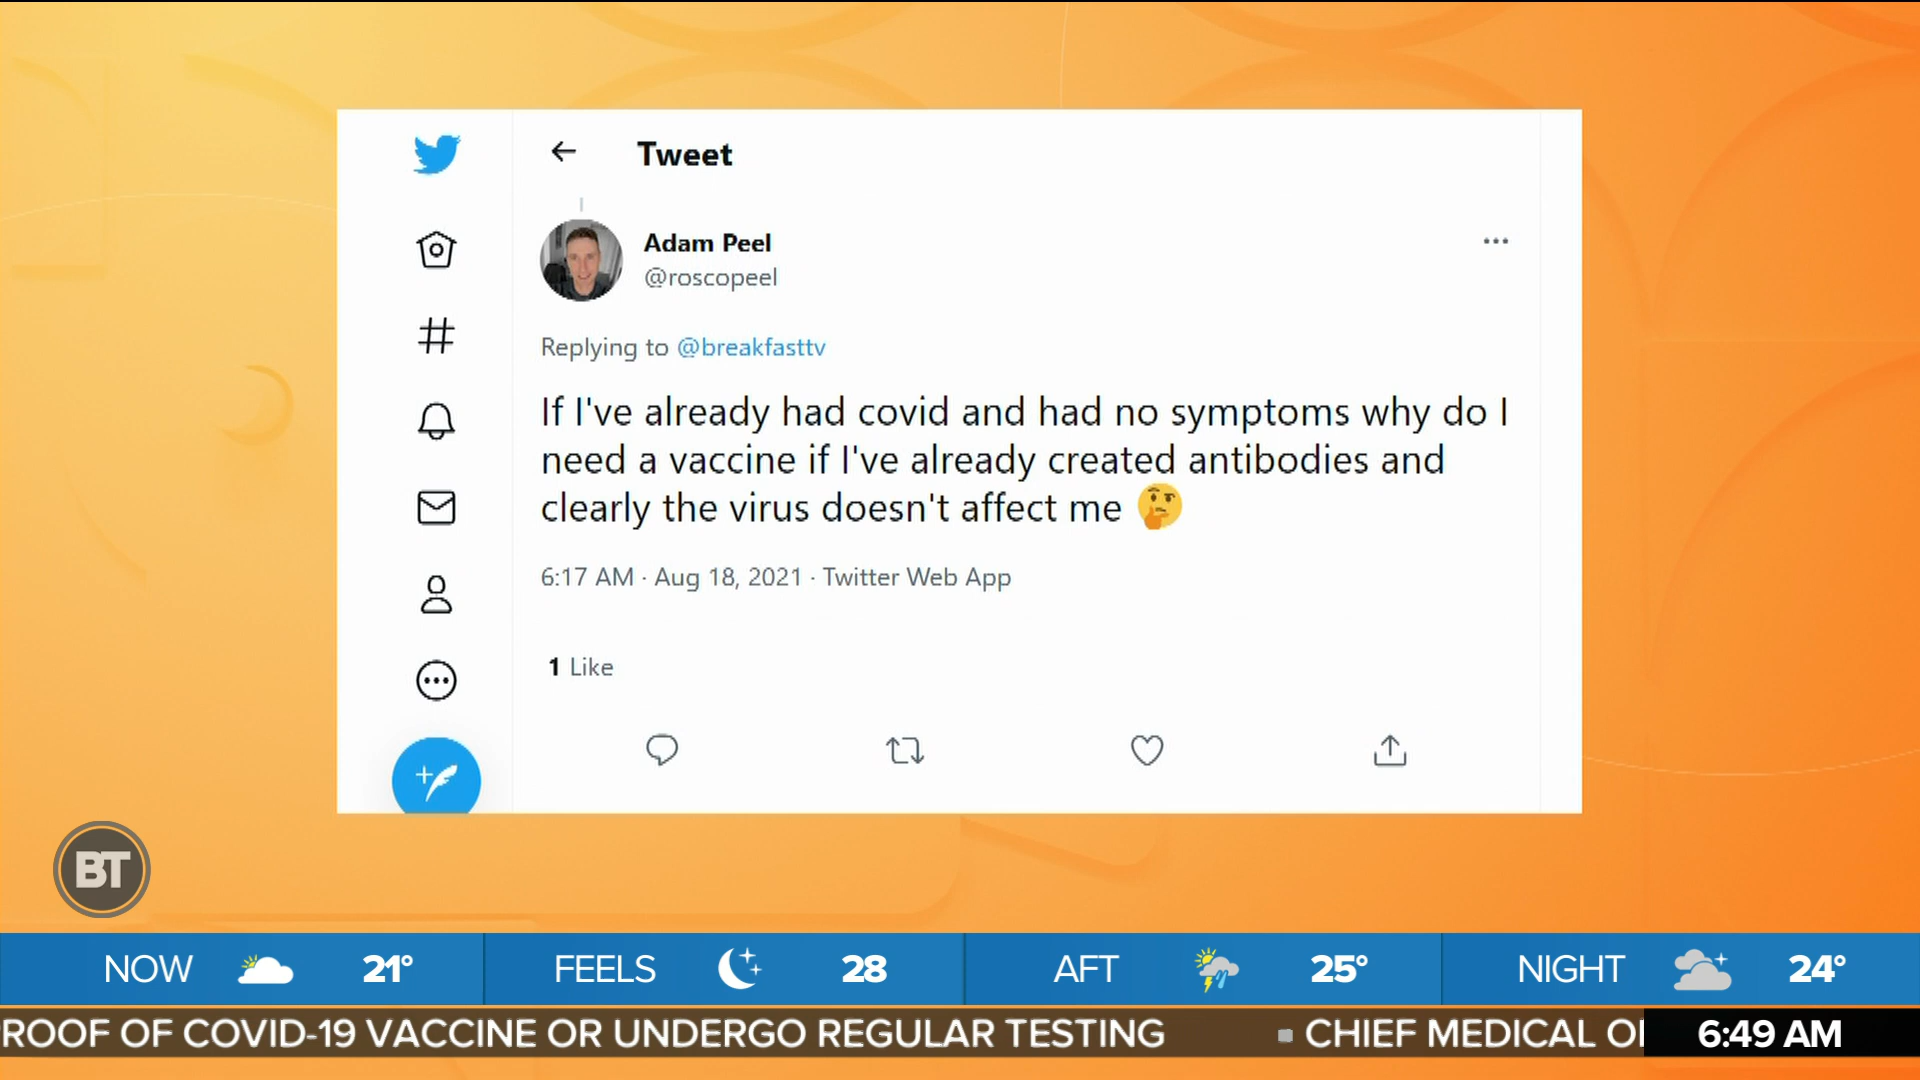 Tweet
Adam Peel
@roscopeel
Replying to @breakfasttv
If I've already had covid and had no symptoms why do I
need a vaccine if I've already created antibodies and
clearly the virus doesn't affect me 🤔
6:17 AM · Aug 18, 2021 · Twitter Web App
1 Like
BT
NOW 21° FEELS 28 AFT 25° NIGHT 24°
ROOF OF COVID-19 VACCINE OR UNDERGO REGULAR TESTING ▪ CHIEF MEDICAL 6:49 AM